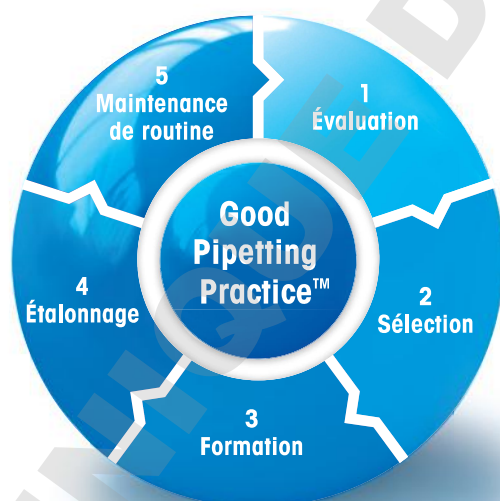 1
Évaluation
2
Sélection
3
Formation
4
Étalonnage
5
Maintenance
de routine
Good
Pipetting
Practice™